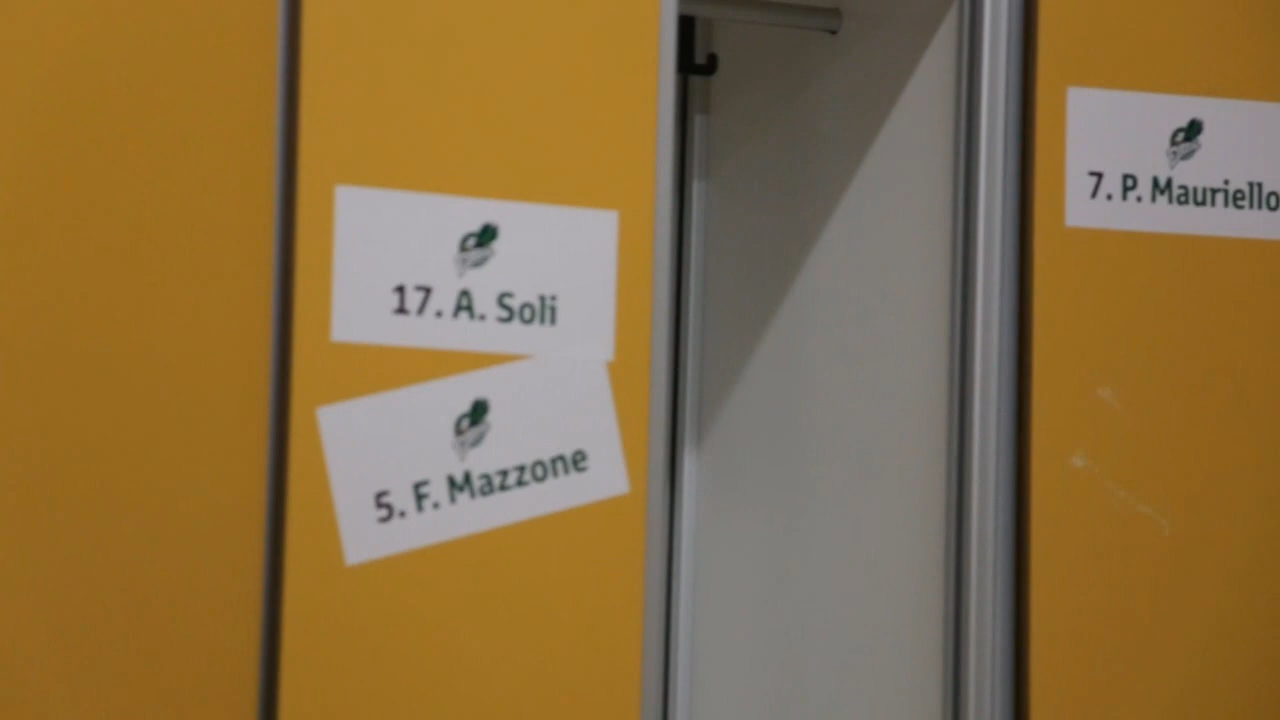 17. A. Soli
5. F. Mazzone
7. P. Mauriello